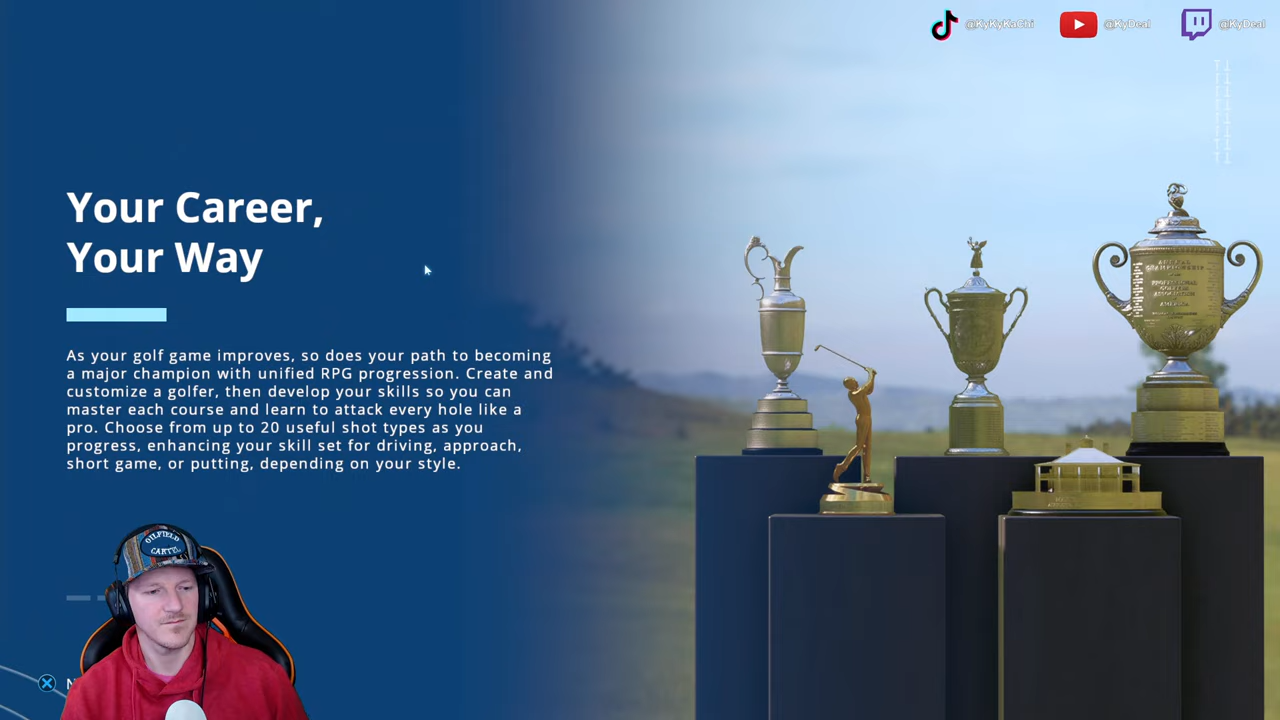 @KyKyKaChi
@KyDeal
@KyDeal
Your Career,
Your Way
As your golf game improves, so does your path to becoming
a major champion with unified RPG progression. Create and
customize a golfer, then develop your skills so you can
master each course and learn to attack every hole like a
pro. Choose from up to 20 useful shot types as you
progress, enhancing your skill set for driving, approach,
short game, or putting, depending on your style.
OILFIELD
CARTEL
N